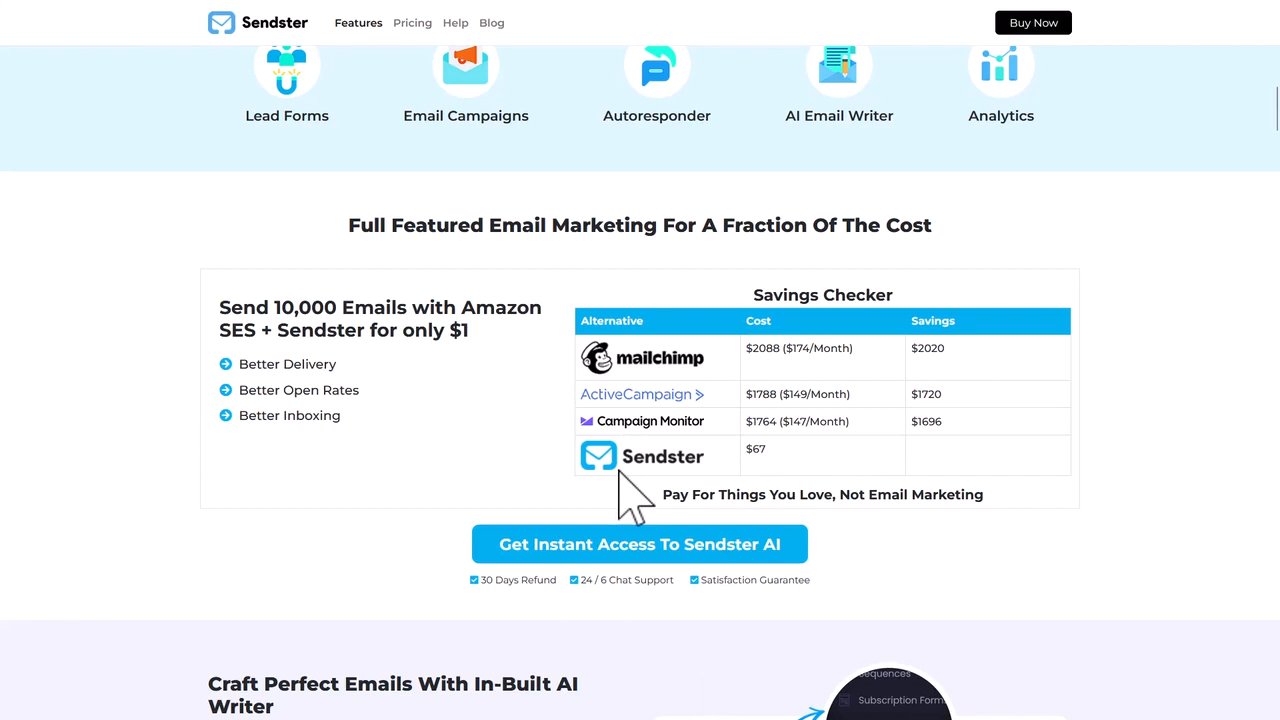 Sendster
Features
Pricing
Help
Blog
Buy Now
Lead Forms
Email Campaigns
Autoresponder
AI Email Writer
Analytics
Full Featured Email Marketing For A Fraction Of The Cost
Send 10,000 Emails with Amazon
SES + Sendster for only $1
Better Delivery
Better Open Rates
Better Inboxing
Savings Checker
Alternative Cost Savings
mailchimp $2088 ($174/Month) $2020
ActiveCampaign $1788 ($149/Month) $1720
Campaign Monitor $1764 ($147/Month) $1696
Sendster $67
Pay For Things You Love, Not Email Marketing
Get Instant Access To Sendster AI
30 Days Refund
24 / 6 Chat Support
Satisfaction Guarantee
Craft Perfect Emails With In-Built AI
Writer
Sequences
Subscription Form